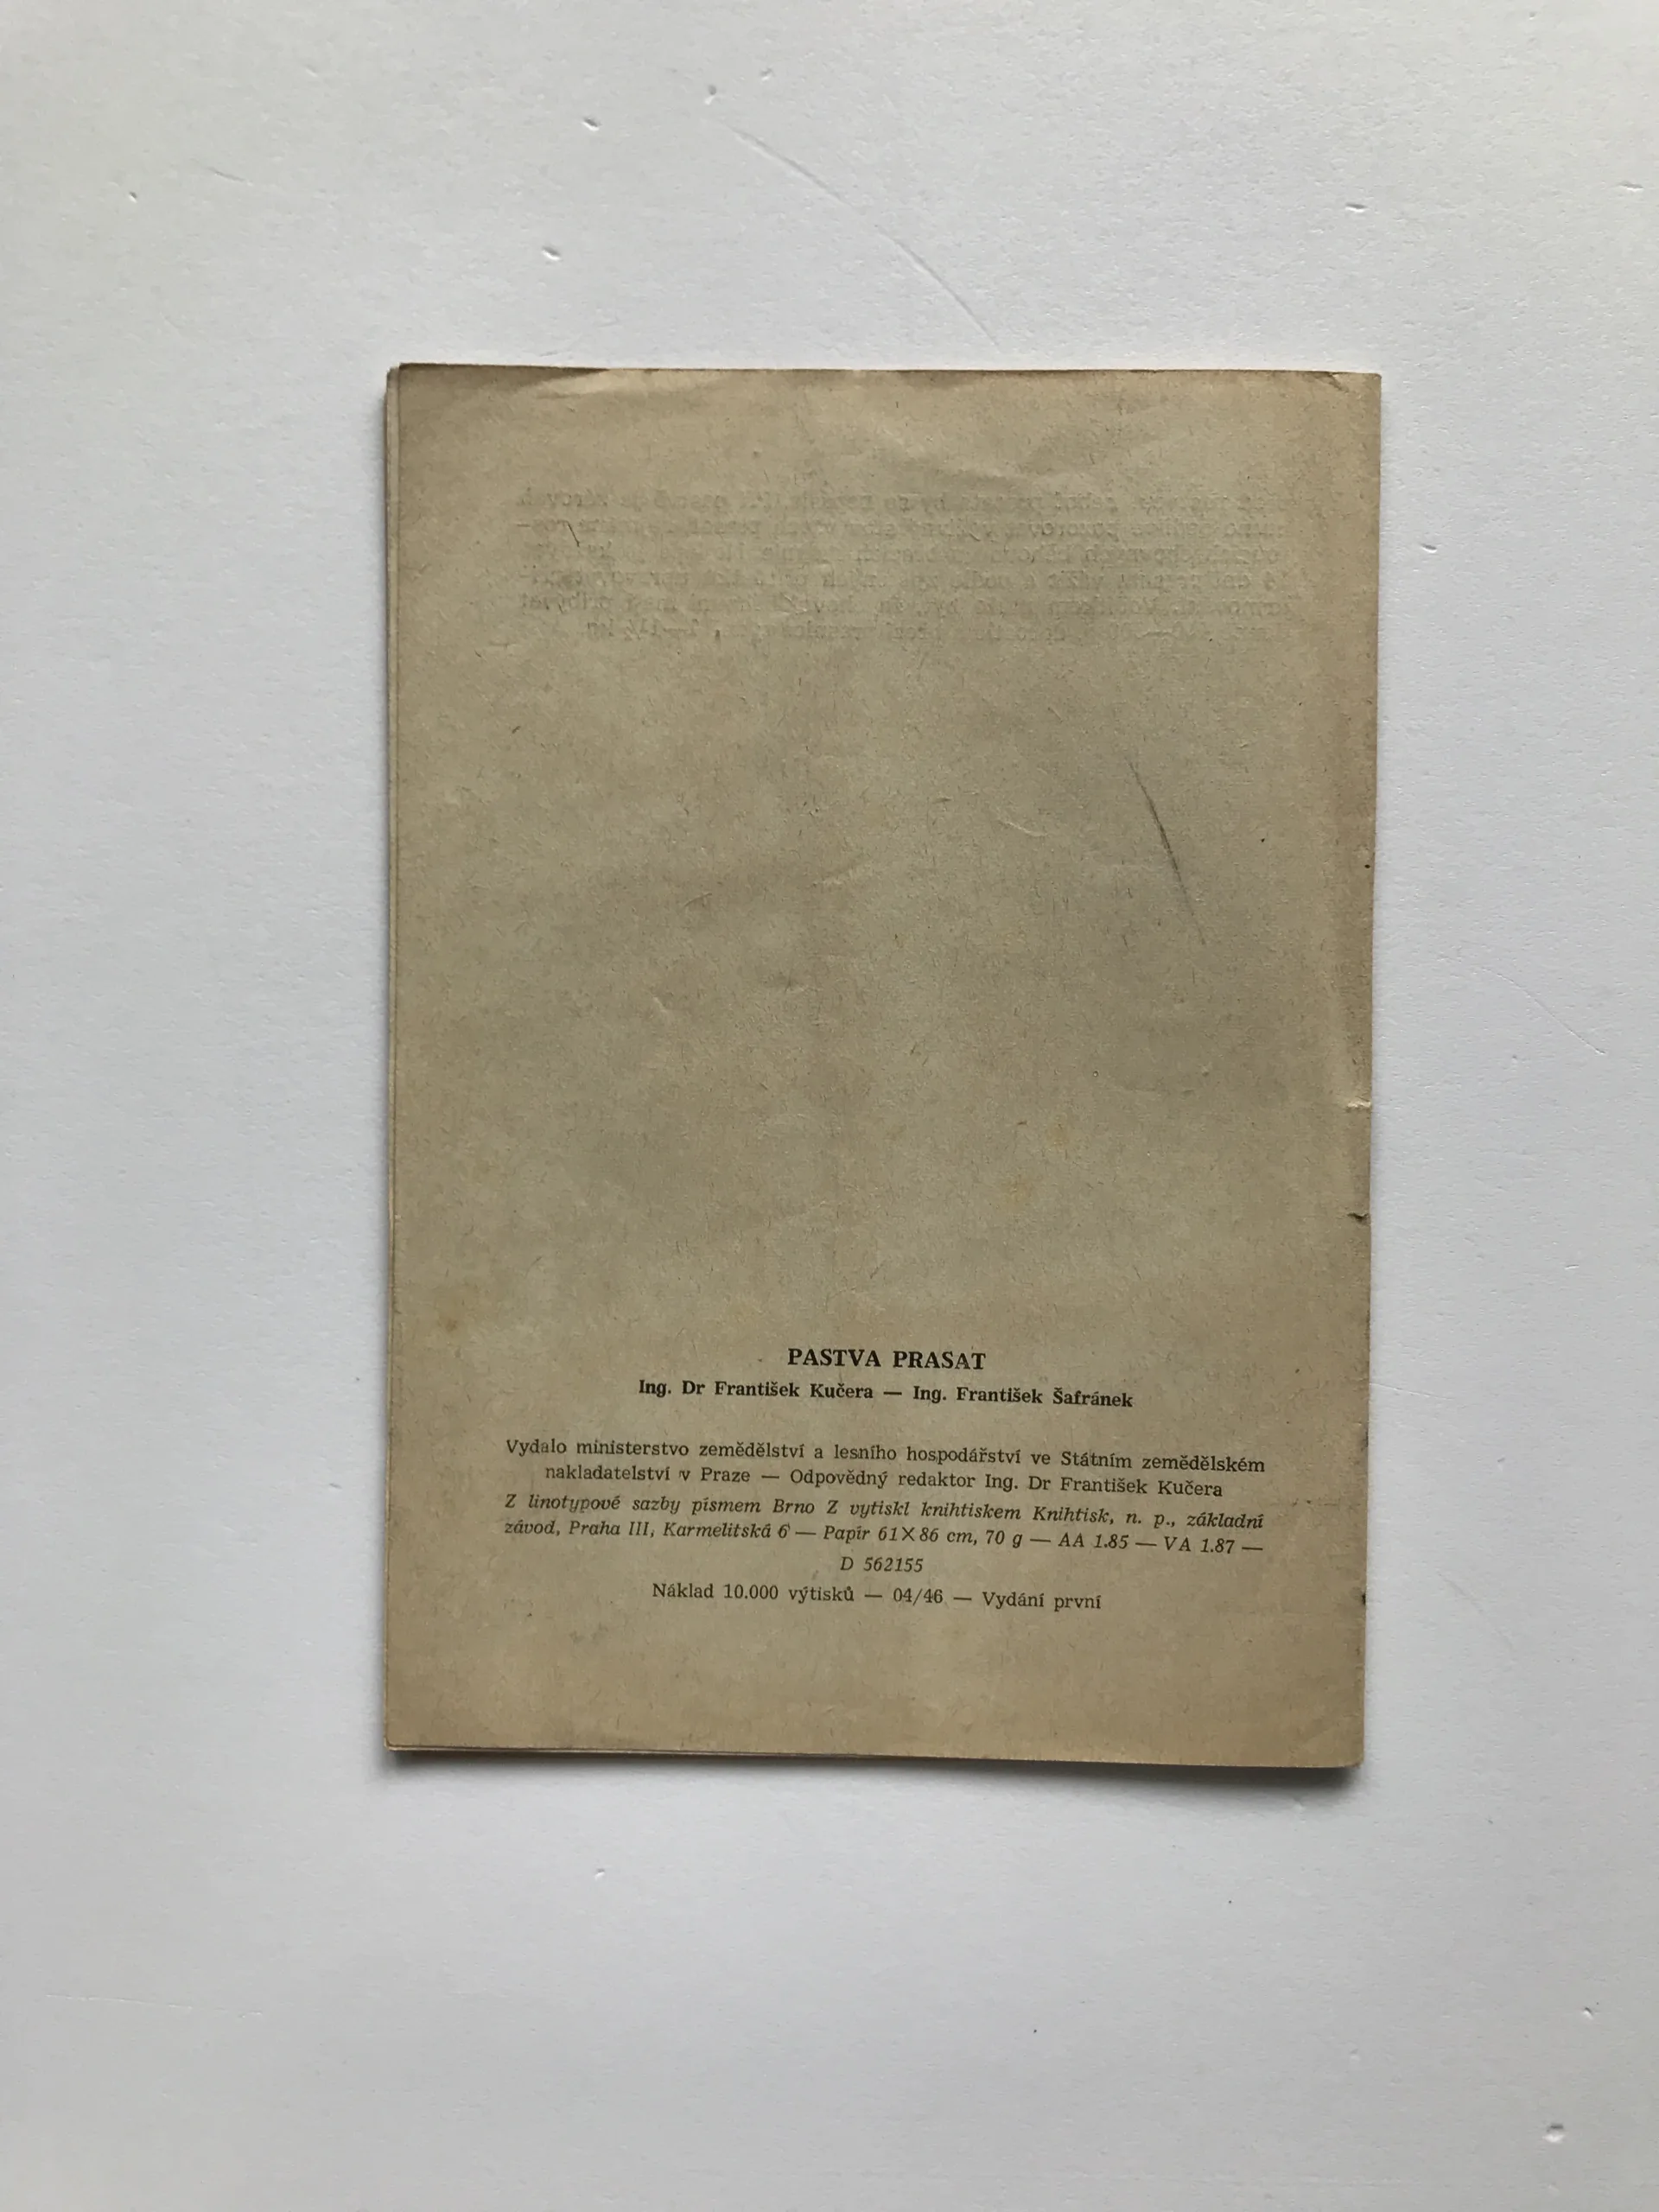 PASTVA PRASAT
Ing. Dr František Kučera — Ing. František Šafránek
Vydalo ministerstvo zemědělství a lesního hospodářství ve Státním zemědělském
nakladatelství v Praze — Odpovědný redaktor Ing. Dr František Kučera
Z linotypové sazby písmem Brno Z vytiskl knihtiskem Knihtisk, n. p., základní
závod, Praha III, Karmelitská 6 — Papír 61X86 cm, 70 g — AA 1.85 — VA 1.87 —
D 562155
Náklad 10.000 výtisků — 04/46 — Vydání první